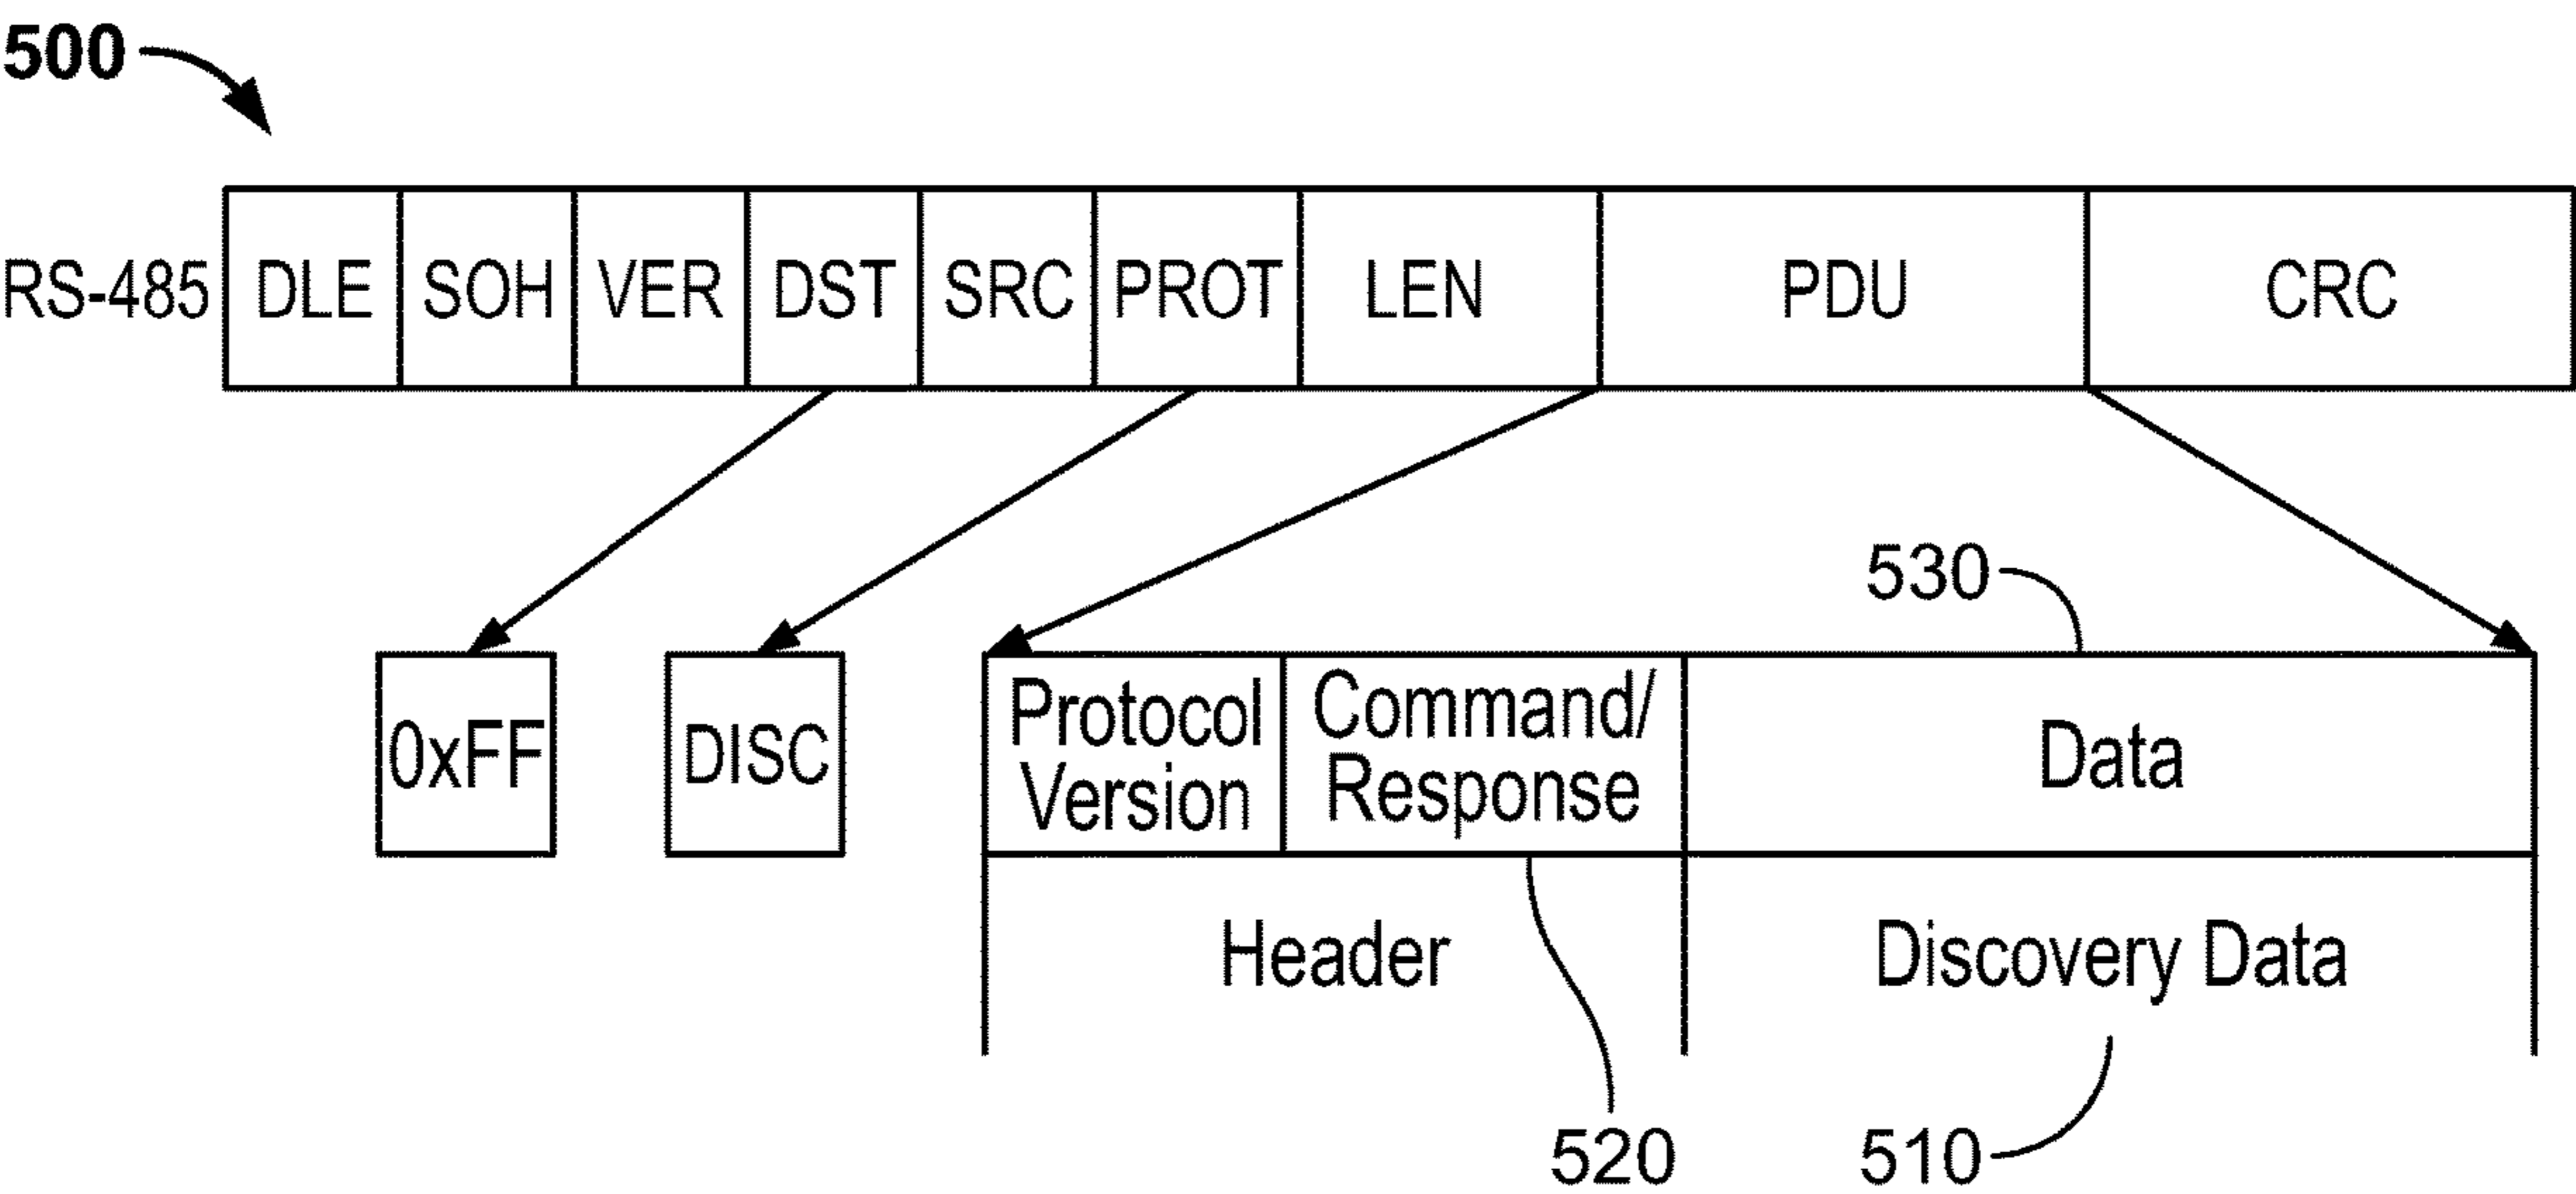 500
RS-485 DLE SOH VER DST SRC PROT LEN PDU CRC
530
0xFF DISC Protocol Version Command/ Response Data
Header Discovery Data
520 510